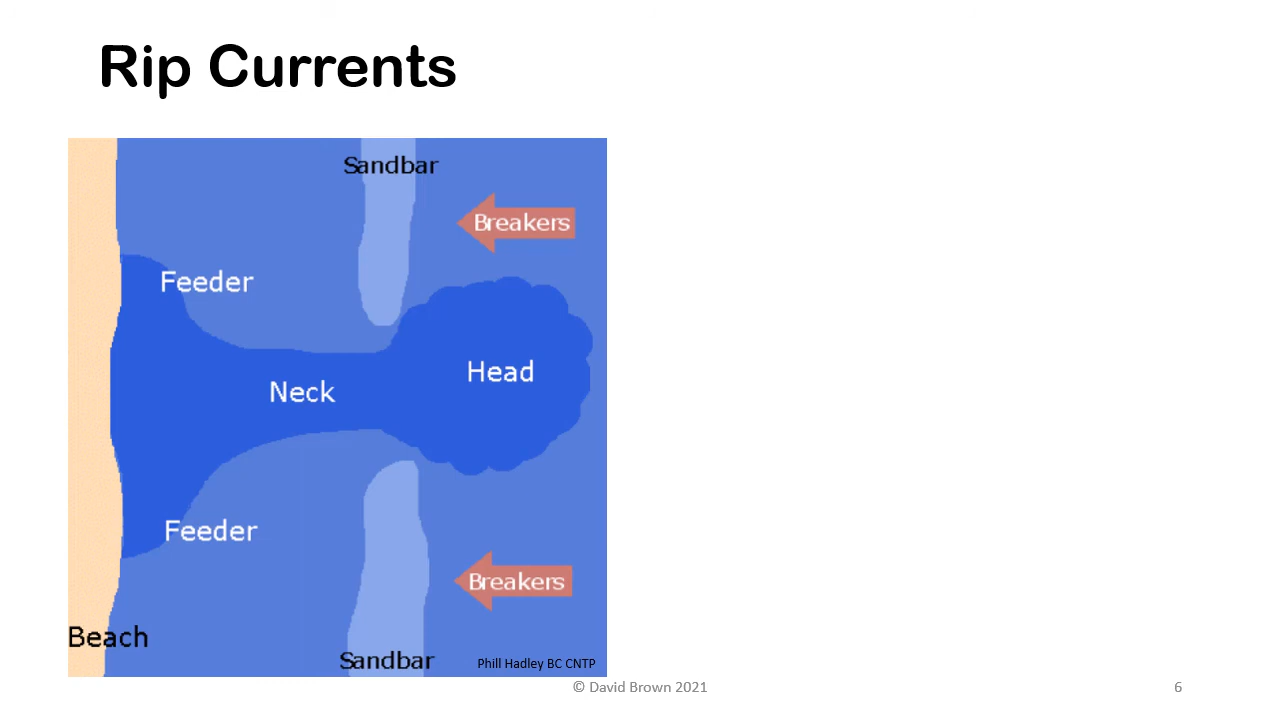 Rip Currents
Sandbar
Breakers
Feeder
Head
Neck
Feeder
Breakers
Beach
Sandbar
Phill Hadley BC CNTP
© David Brown 2021
6